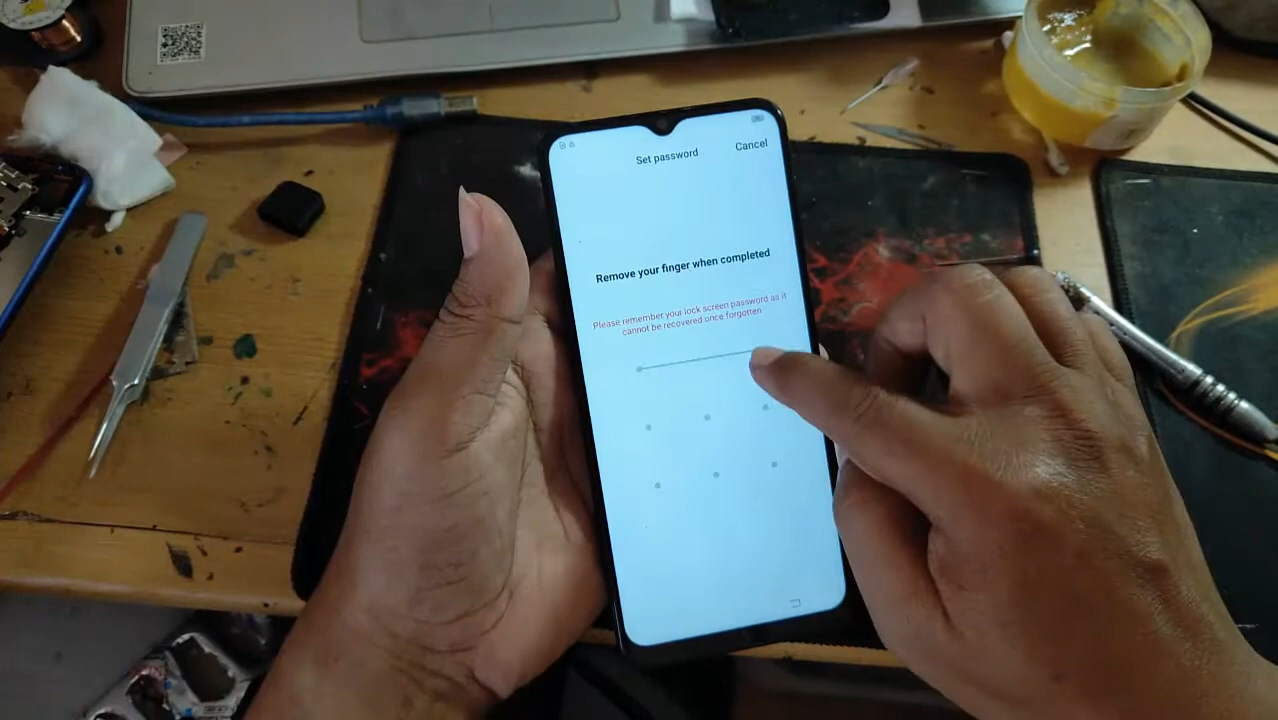 Set password
Cancel
Remove your finger when completed
Please remember your lock screen password as it
cannot be recovered once forgotten